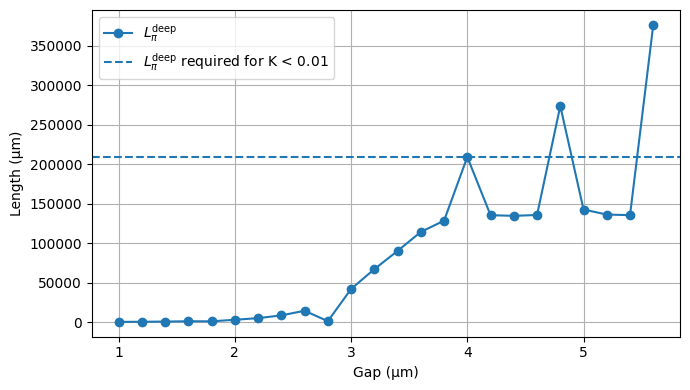 L_π^deep
L_π^deep required for K < 0.01
Length (μm)
350000
300000
250000
200000
150000
100000
50000
0
1 2 3 4 5
Gap (μm)